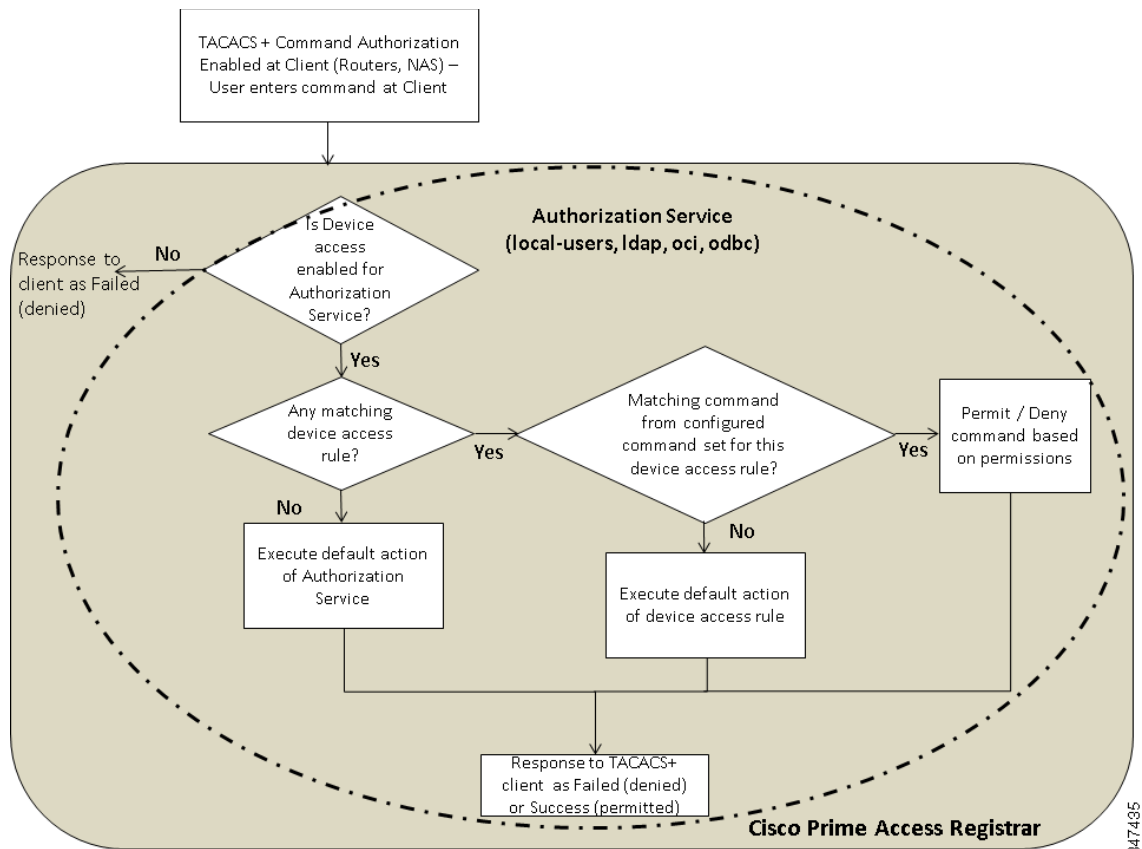 TACACS + Command Authorization
Enabled at Client (Routers, NAS) –
User enters command at Client
Authorization Service
(local-users, ldap, oci, odbc)
Is Device
access
enabled for
Authorization
Service?
No
Response to
client as Failed
(denied)
Yes
Any matching
device access
rule?
Yes
Matching command
from configured
command set for this
device access rule?
Yes
Permit / Deny
command based
on permissions
No
Execute default action
of Authorization
Service
No
Execute default action
of device access rule
Response to TACACS+
client as Failed (denied)
or Success (permitted)
Cisco Prime Access Registrar
347435